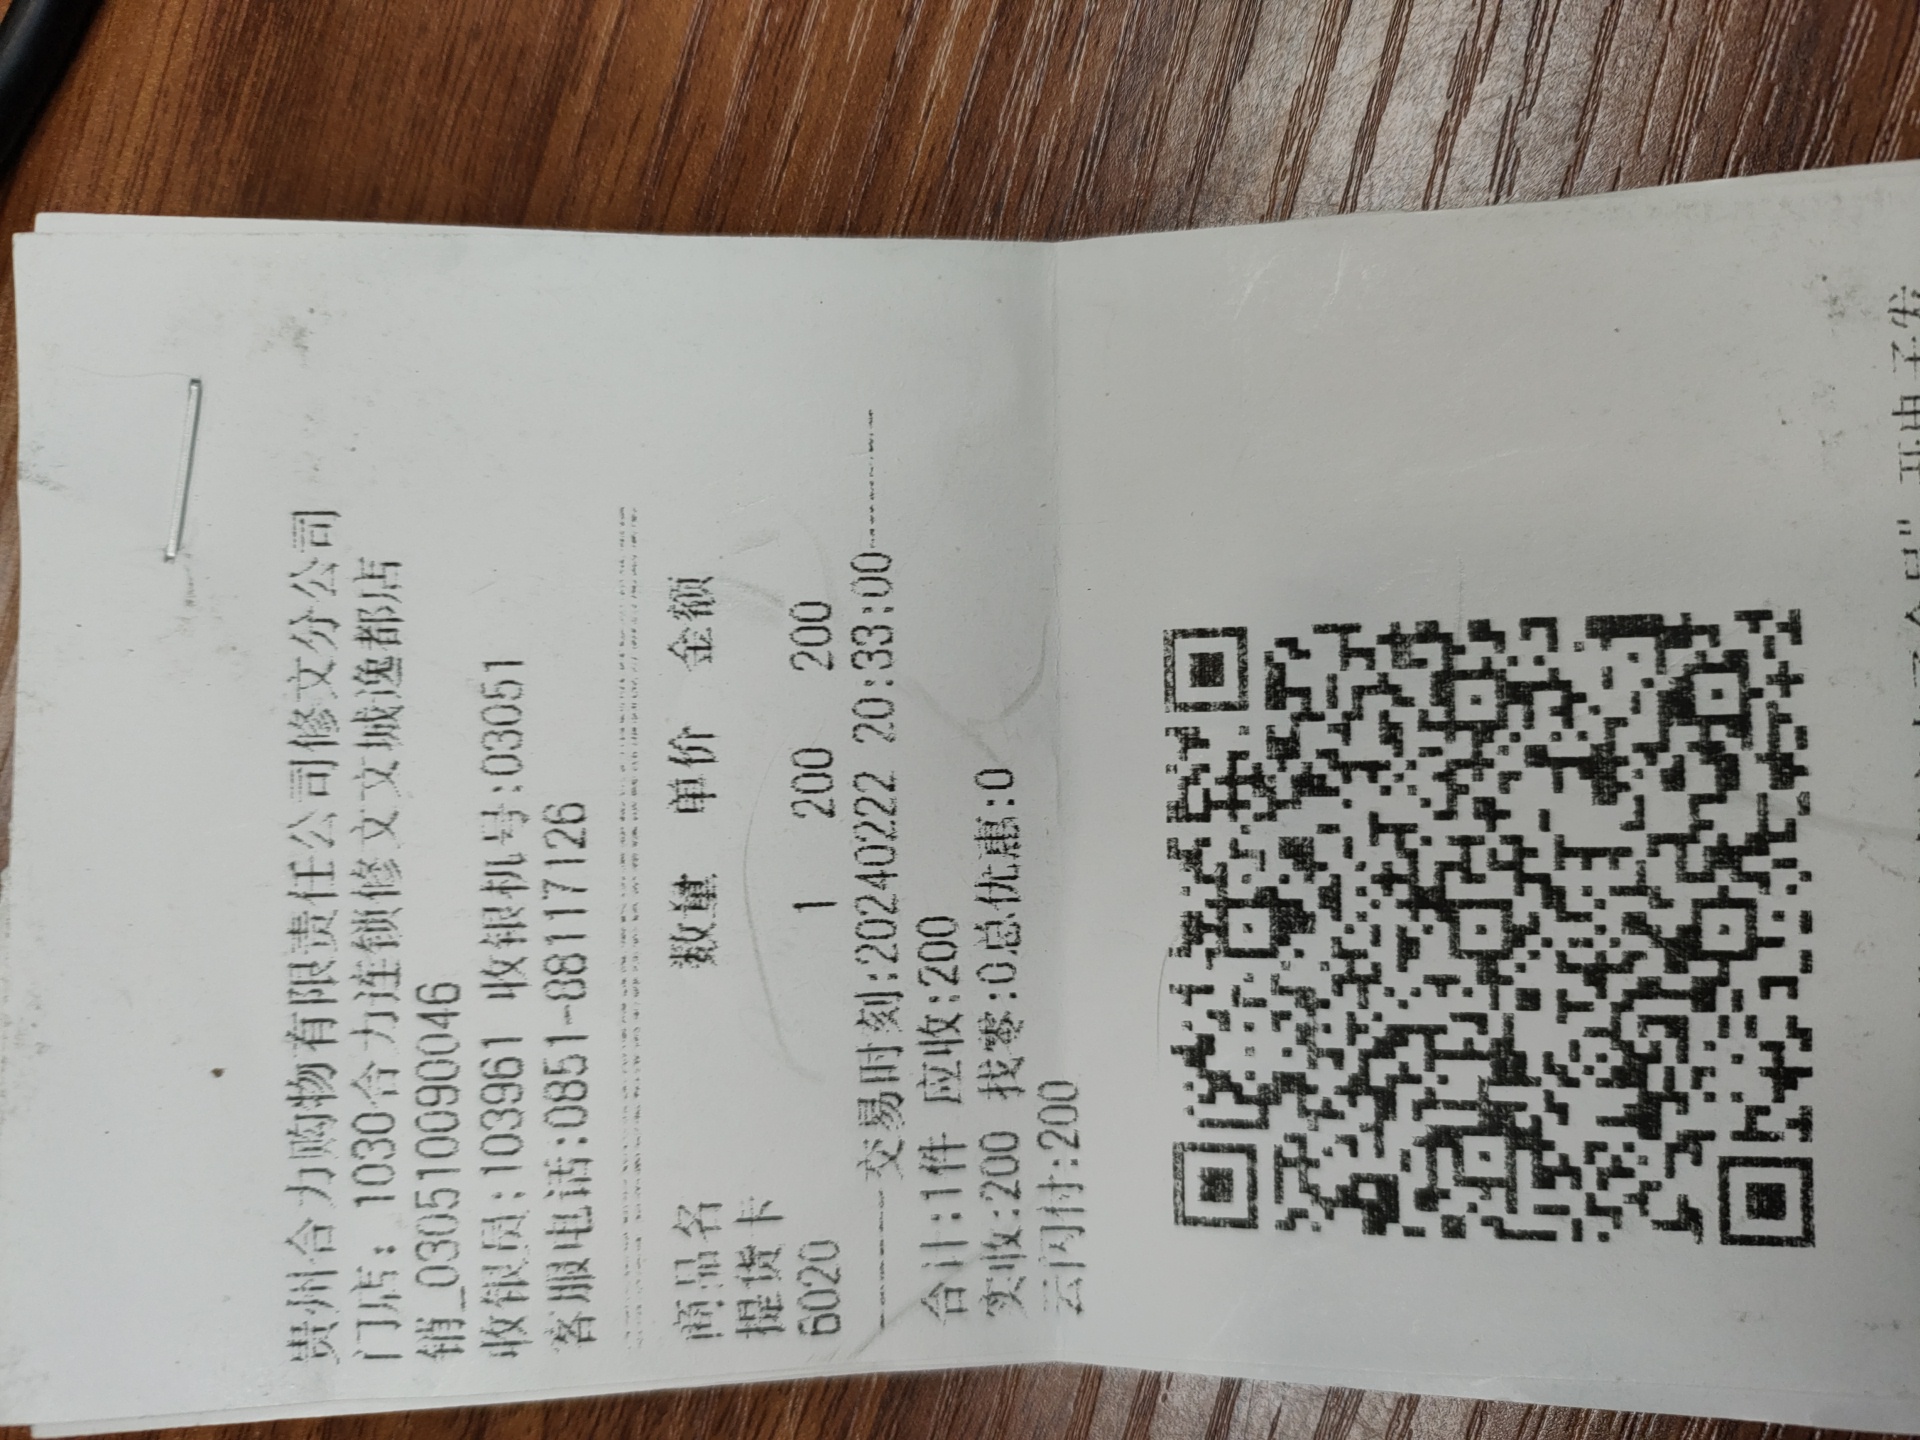 贵州合力购物有限责任公司修文分公司
门店: 1030合力连锁修文文城逸都店
销_030510090046
收银员:103961 收银机号:03051
客服电话:0851-88117126
商品名 数量 单价 金额
提货卡
6020 1 200 200
交易时刻:20240222 20:33:00
合计:1件 应收:200
实收:200 找零:0总优惠:0
云闪付:200